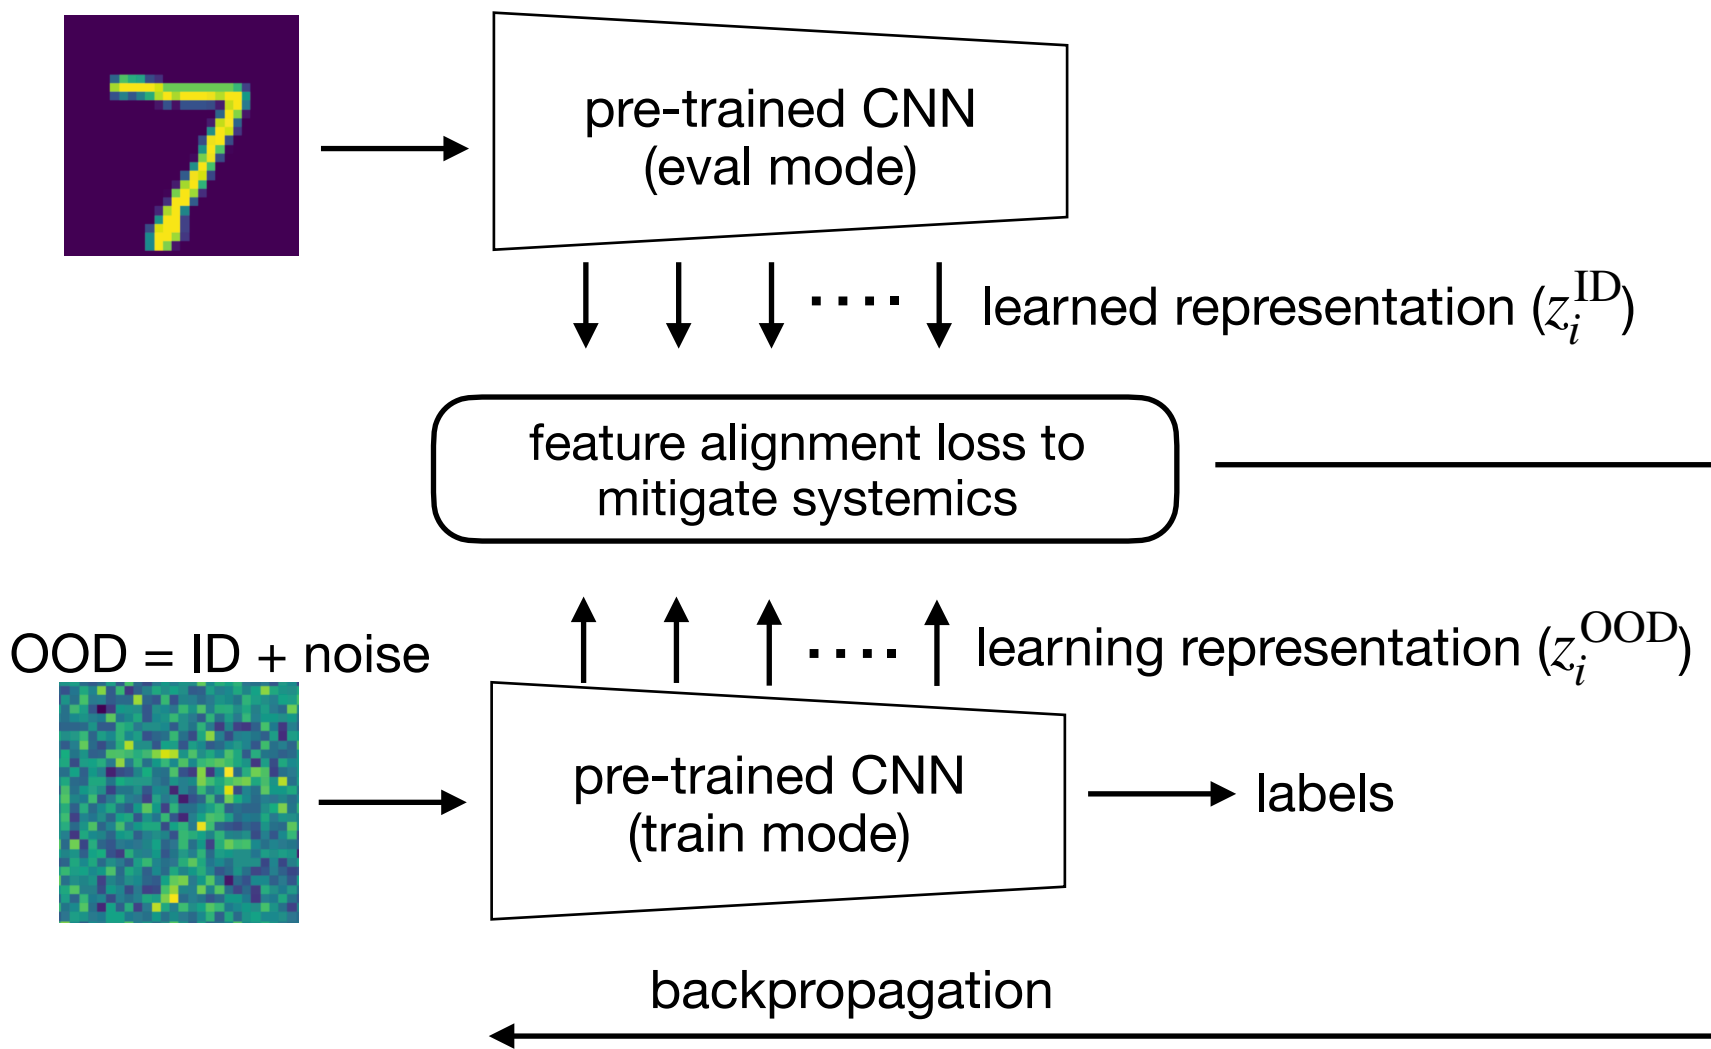 pre-trained CNN
(eval mode)
learned representation (z_i^ID)
feature alignment loss to
mitigate systemics
OOD = ID + noise
learning representation (z_i^OOD)
pre-trained CNN
(train mode)
labels
backpropagation